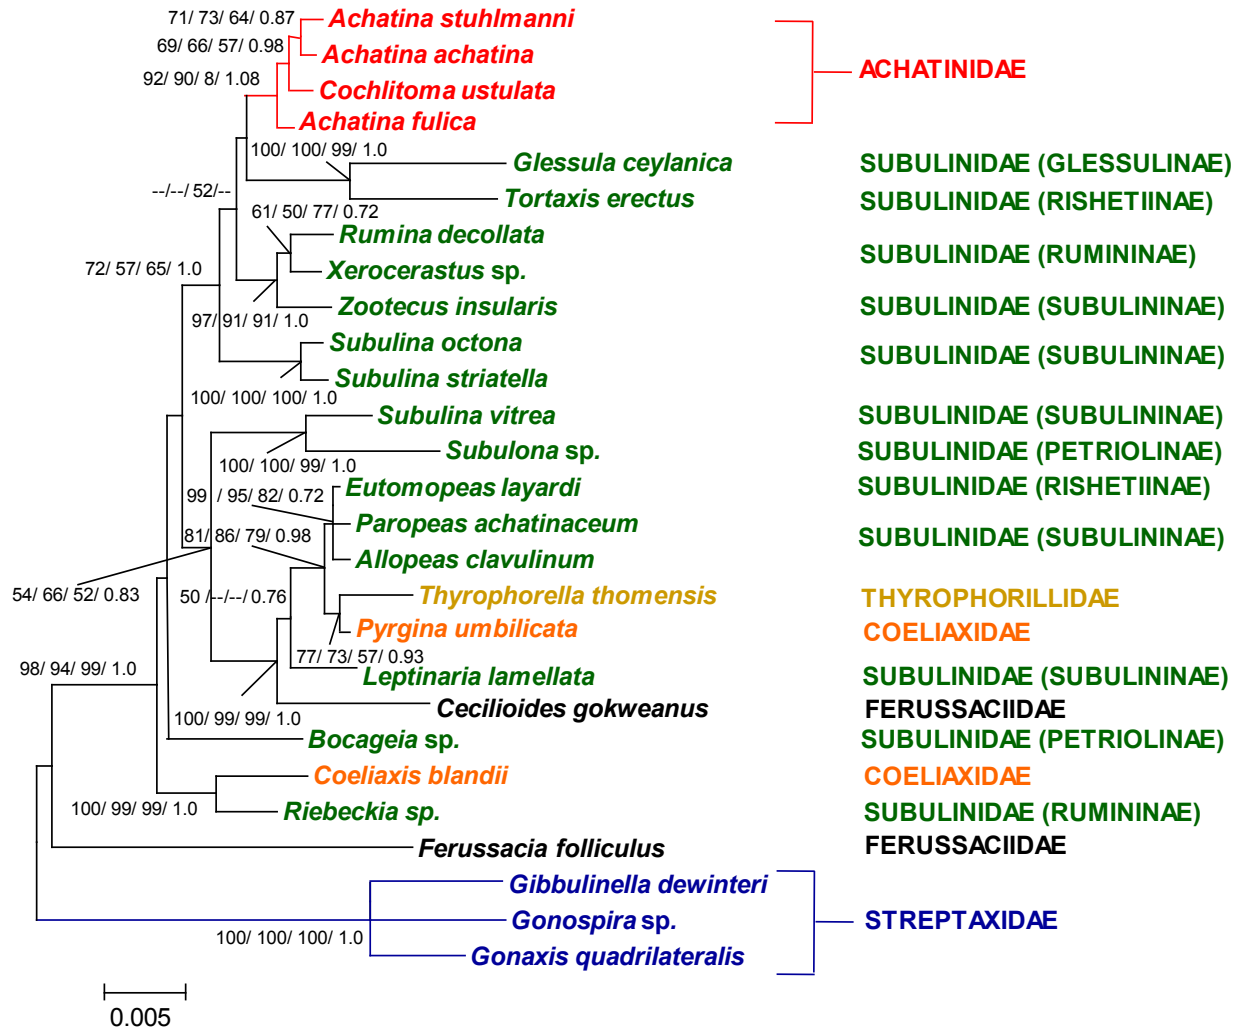 71/ 73/ 64/ 0.87
Achatina stuhlmanni
69/ 66/ 57/ 0.98
Achatina achatina
ACHATINIDAE
92/ 90/ 8/ 1.08
Cochlitoma ustulata
Achatina fulica
100/ 100/ 99/ 1.0
Glessula ceylanica
SUBULINIDAE (GLESSULINAE)
--/--/ 52/--
Tortaxis erectus
SUBULINIDAE (RISHETIINAE)
61/ 50/ 77/ 0.72
Rumina decollata
SUBULINIDAE (RUMININAE)
72/ 57/ 65/ 1.0
Xerocerastus sp.
Zootecus insularis
SUBULINIDAE (SUBULININAE)
97/ 91/ 91/ 1.0
Subulina octona
SUBULINIDAE (SUBULININAE)
Subulina striatella
100/ 100/ 100/ 1.0
Subulina vitrea
SUBULINIDAE (SUBULININAE)
Subulona sp.
SUBULINIDAE (PETRIOLINAE)
100/ 100/ 99/ 1.0
Eutomopeas layardi
SUBULINIDAE (RISHETIINAE)
99 / 95/ 82/ 0.72
Paropeas achatinaceum
SUBULINIDAE (SUBULININAE)
81/ 86/ 79/ 0.98
Allopeas clavulinum
54/ 66/ 52/ 0.83
50 /--/--/ 0.76
Thyrophorella thomensis
THYROPHORILLIDAE
Pyrgina umbilicata
COELIAXIDAE
77/ 73/ 57/ 0.93
98/ 94/ 99/ 1.0
Leptinaria lamellata
SUBULINIDAE (SUBULININAE)
Cecilioides gokweanus
FERUSSACIIDAE
100/ 99/ 99/ 1.0
Bocageia sp.
SUBULINIDAE (PETRIOLINAE)
Coeliaxis blandii
COELIAXIDAE
100/ 99/ 99/ 1.0
Riebeckia sp.
SUBULINIDAE (RUMININAE)
Ferussacia folliculus
FERUSSACIIDAE
Gibbulinella dewinteri
Gonospira sp.
STREPTAXIDAE
100/ 100/ 100/ 1.0
Gonaxis quadrilateralis
0.005